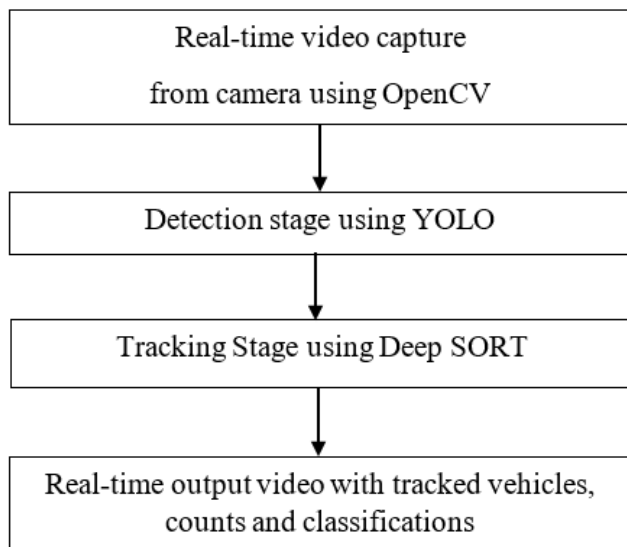 Real-time video capture
from camera using OpenCV
Detection stage using YOLO
Tracking Stage using Deep SORT
Real-time output video with tracked vehicles,
counts and classifications